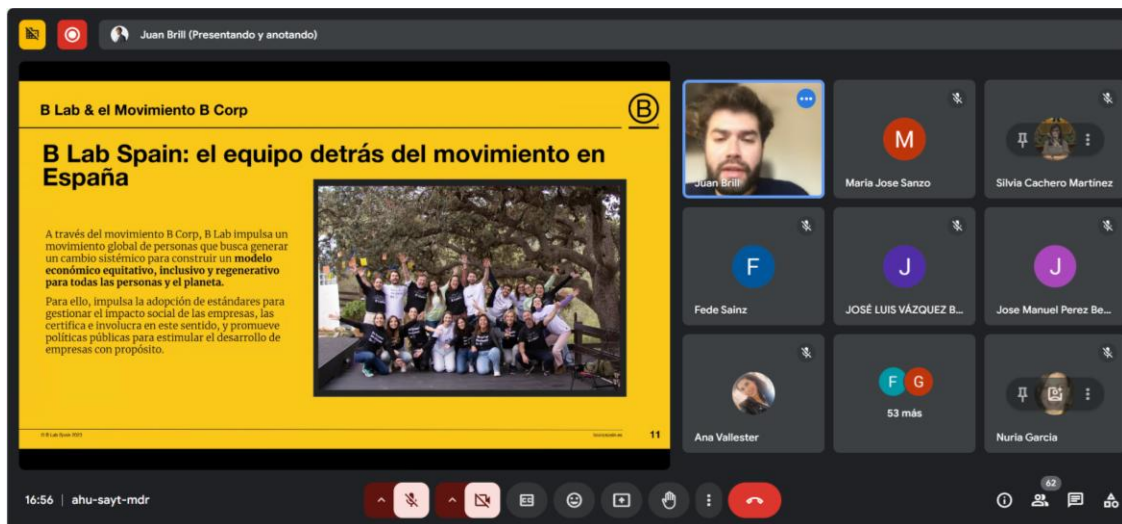 Juan Brill (Presentando y anotando)
B Lab & el Movimiento B Corp
B
B Lab Spain: el equipo detrás del movimiento en
España
A través del movimiento B Corp, B Lab impulsa un
movimiento global de personas que busca generar
un cambio sistémico para construir un modelo
económico equitativo, inclusivo y regenerativo
para todas las personas y el planeta.
Para ello, impulsa la adopción de estándares para
gestionar el impacto social de las empresas, las
certifica e involucra en este sentido, y promueve
políticas públicas para estimular el desarrollo de
empresas con propósito.
11
Juan Brill
M
Maria Jose Sanzo
Silvia Cachero Martínez
F
Fede Sainz
J
JOSÉ LUIS VÁZQUEZ B...
J
Jose Manuel Perez Be...
Ana Vallester
F G
53 más
Nuria García
16:56 | ahu-sayt-mdr
62